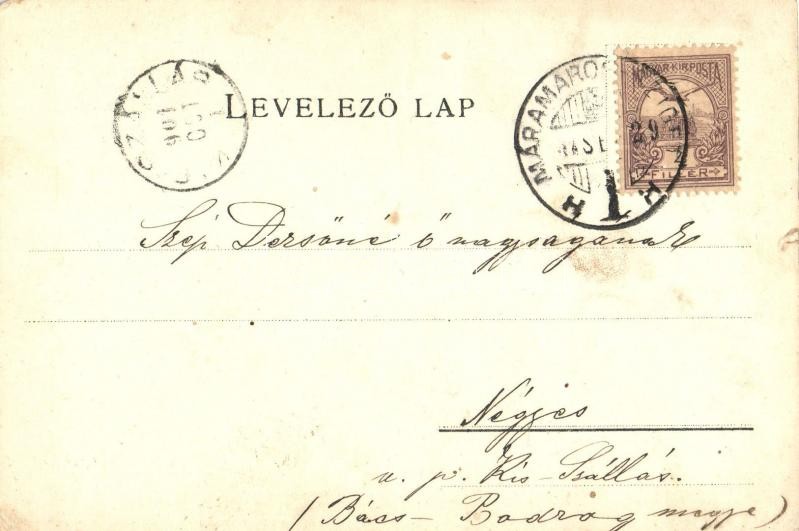 LEVELEZŐ LAP
MAGYAR·KIR·POSTA
FILLÉR
MÁRAMAROS
Szép Dersőné ő nagyságának
Négyes
u. p. Kis-Szállás.
(Bács-Bodrog megye)